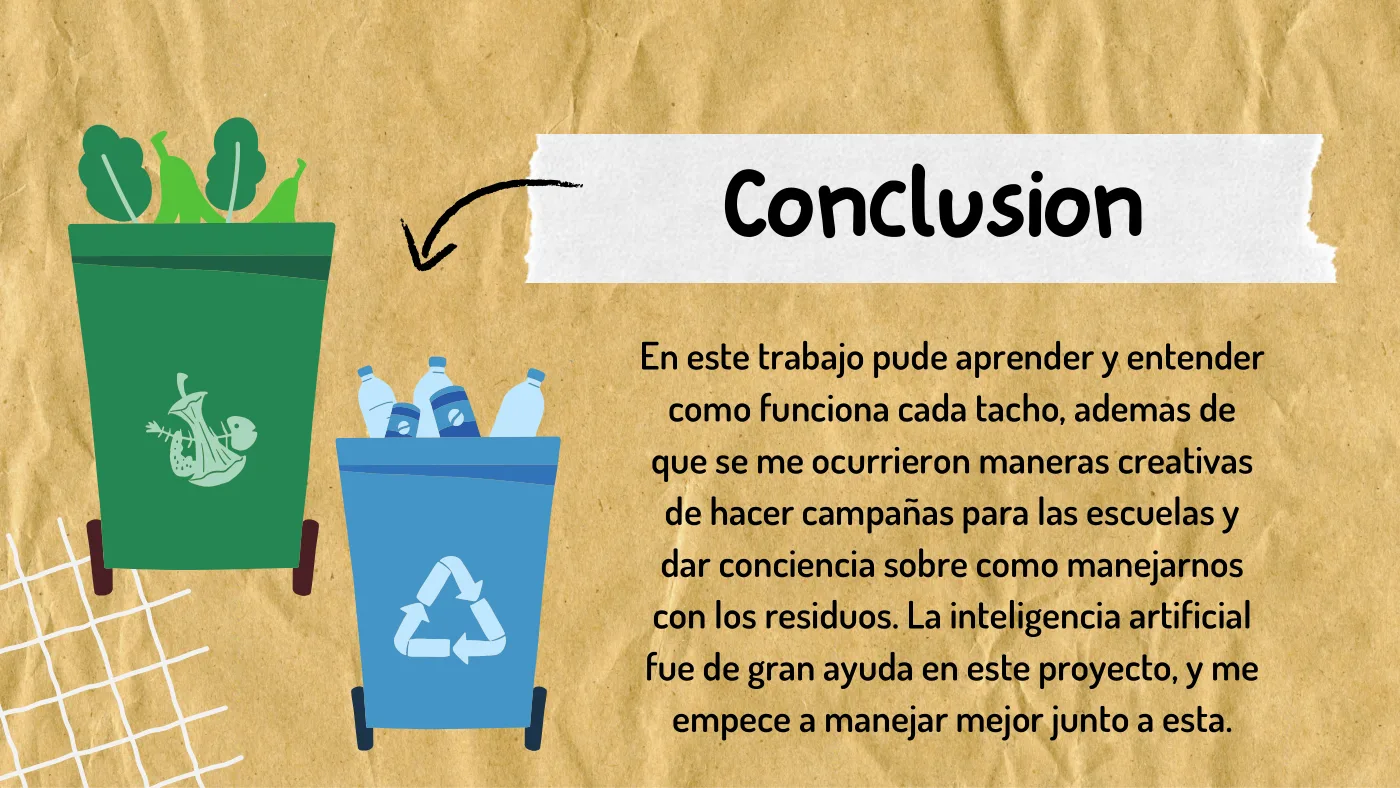 Conclusion
En este trabajo pude aprender y entender
como funciona cada tacho, ademas de
que se me ocurrieron maneras creativas
de hacer campañas para las escuelas y
dar conciencia sobre como manejarnos
con los residuos. La inteligencia artificial
fue de gran ayuda en este proyecto, y me
empece a manejar mejor junto a esta.